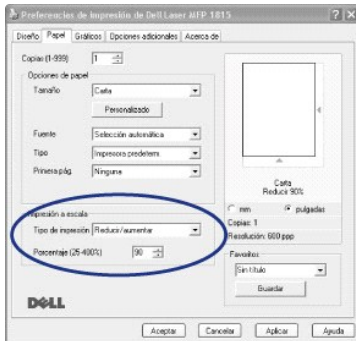 Preferencias de impresión de Dell Laser MFP 1815
Diseño Papel Gráficos Opciones adicionales Acerca de
Copias (1-999) 1
Opciones de papel
Tamaño Carta
Personalizado
Fuente Selección automática
Tipo Impresora predeterm.
Primera pág Ninguna
Impresión a escala
Tipo de impresión Reducir/aumentar
Porcentaje (25-400%) 90
DELL
Carta
Reducir 90%
mm pulgadas
Copias: 1
Resolución: 600 ppp
Favoritos
Sin título
Guardar
Aceptar Cancelar Aplicar Ayuda